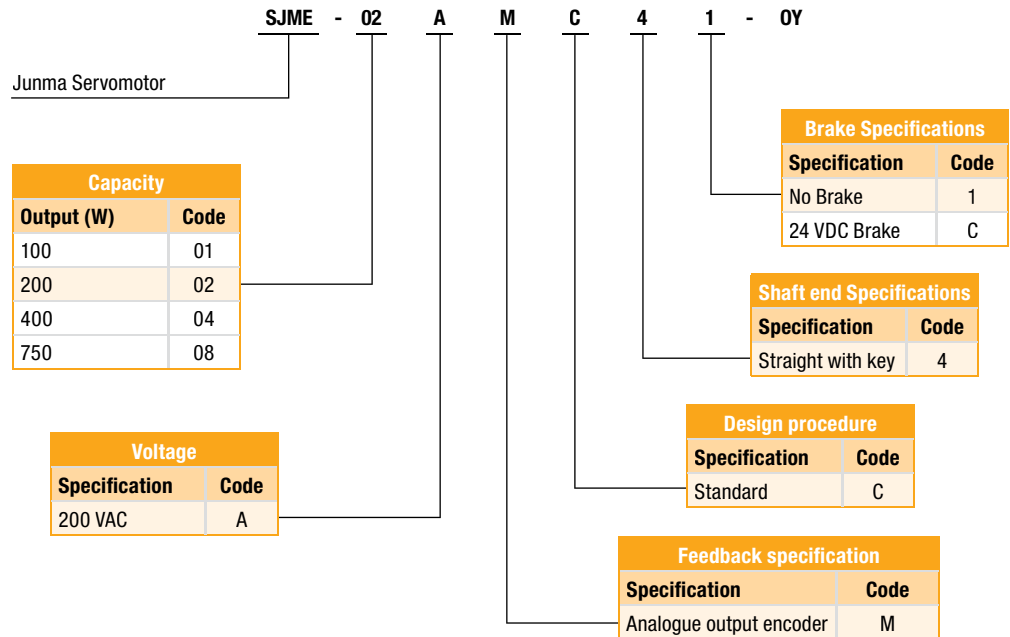 SJME - 02 A M C 4 1 - OY
Junma Servomotor
Capacity
Output (W) Code
100 01
200 02
400 04
750 08
Voltage
Specification Code
200 VAC A
Brake Specifications
Specification Code
No Brake 1
24 VDC Brake C
Shaft end Specifications
Specification Code
Straight with key 4
Design procedure
Specification Code
Standard C
Feedback specification
Specification Code
Analogue output encoder M